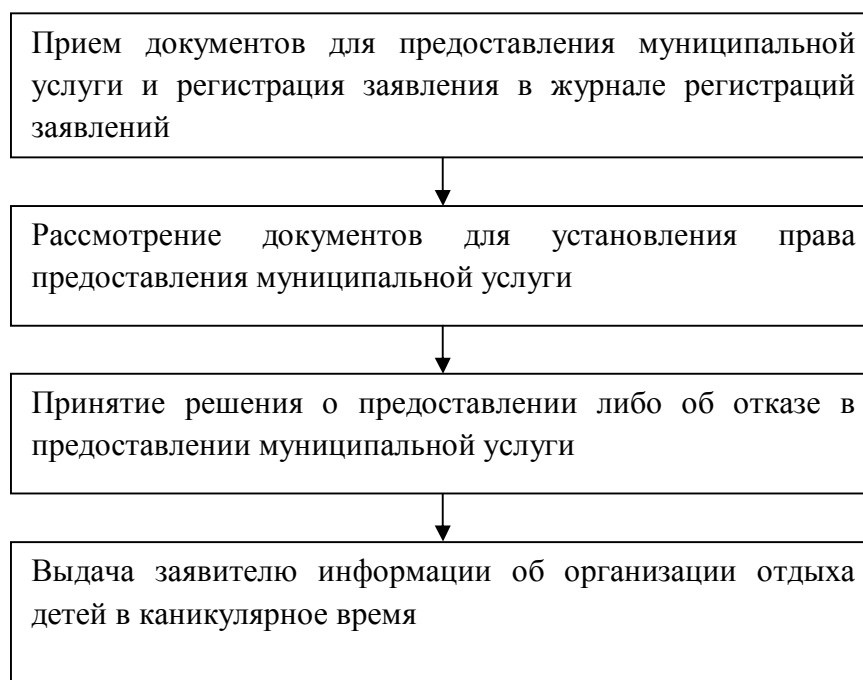 Прием документов для предоставления муниципальной
услуги и регистрация заявления в журнале регистраций
заявлений
Рассмотрение документов для установления права
предоставления муниципальной услуги
Принятие решения о предоставлении либо об отказе в
предоставлении муниципальной услуги
Выдача заявителю информации об организации отдыха
детей в каникулярное время